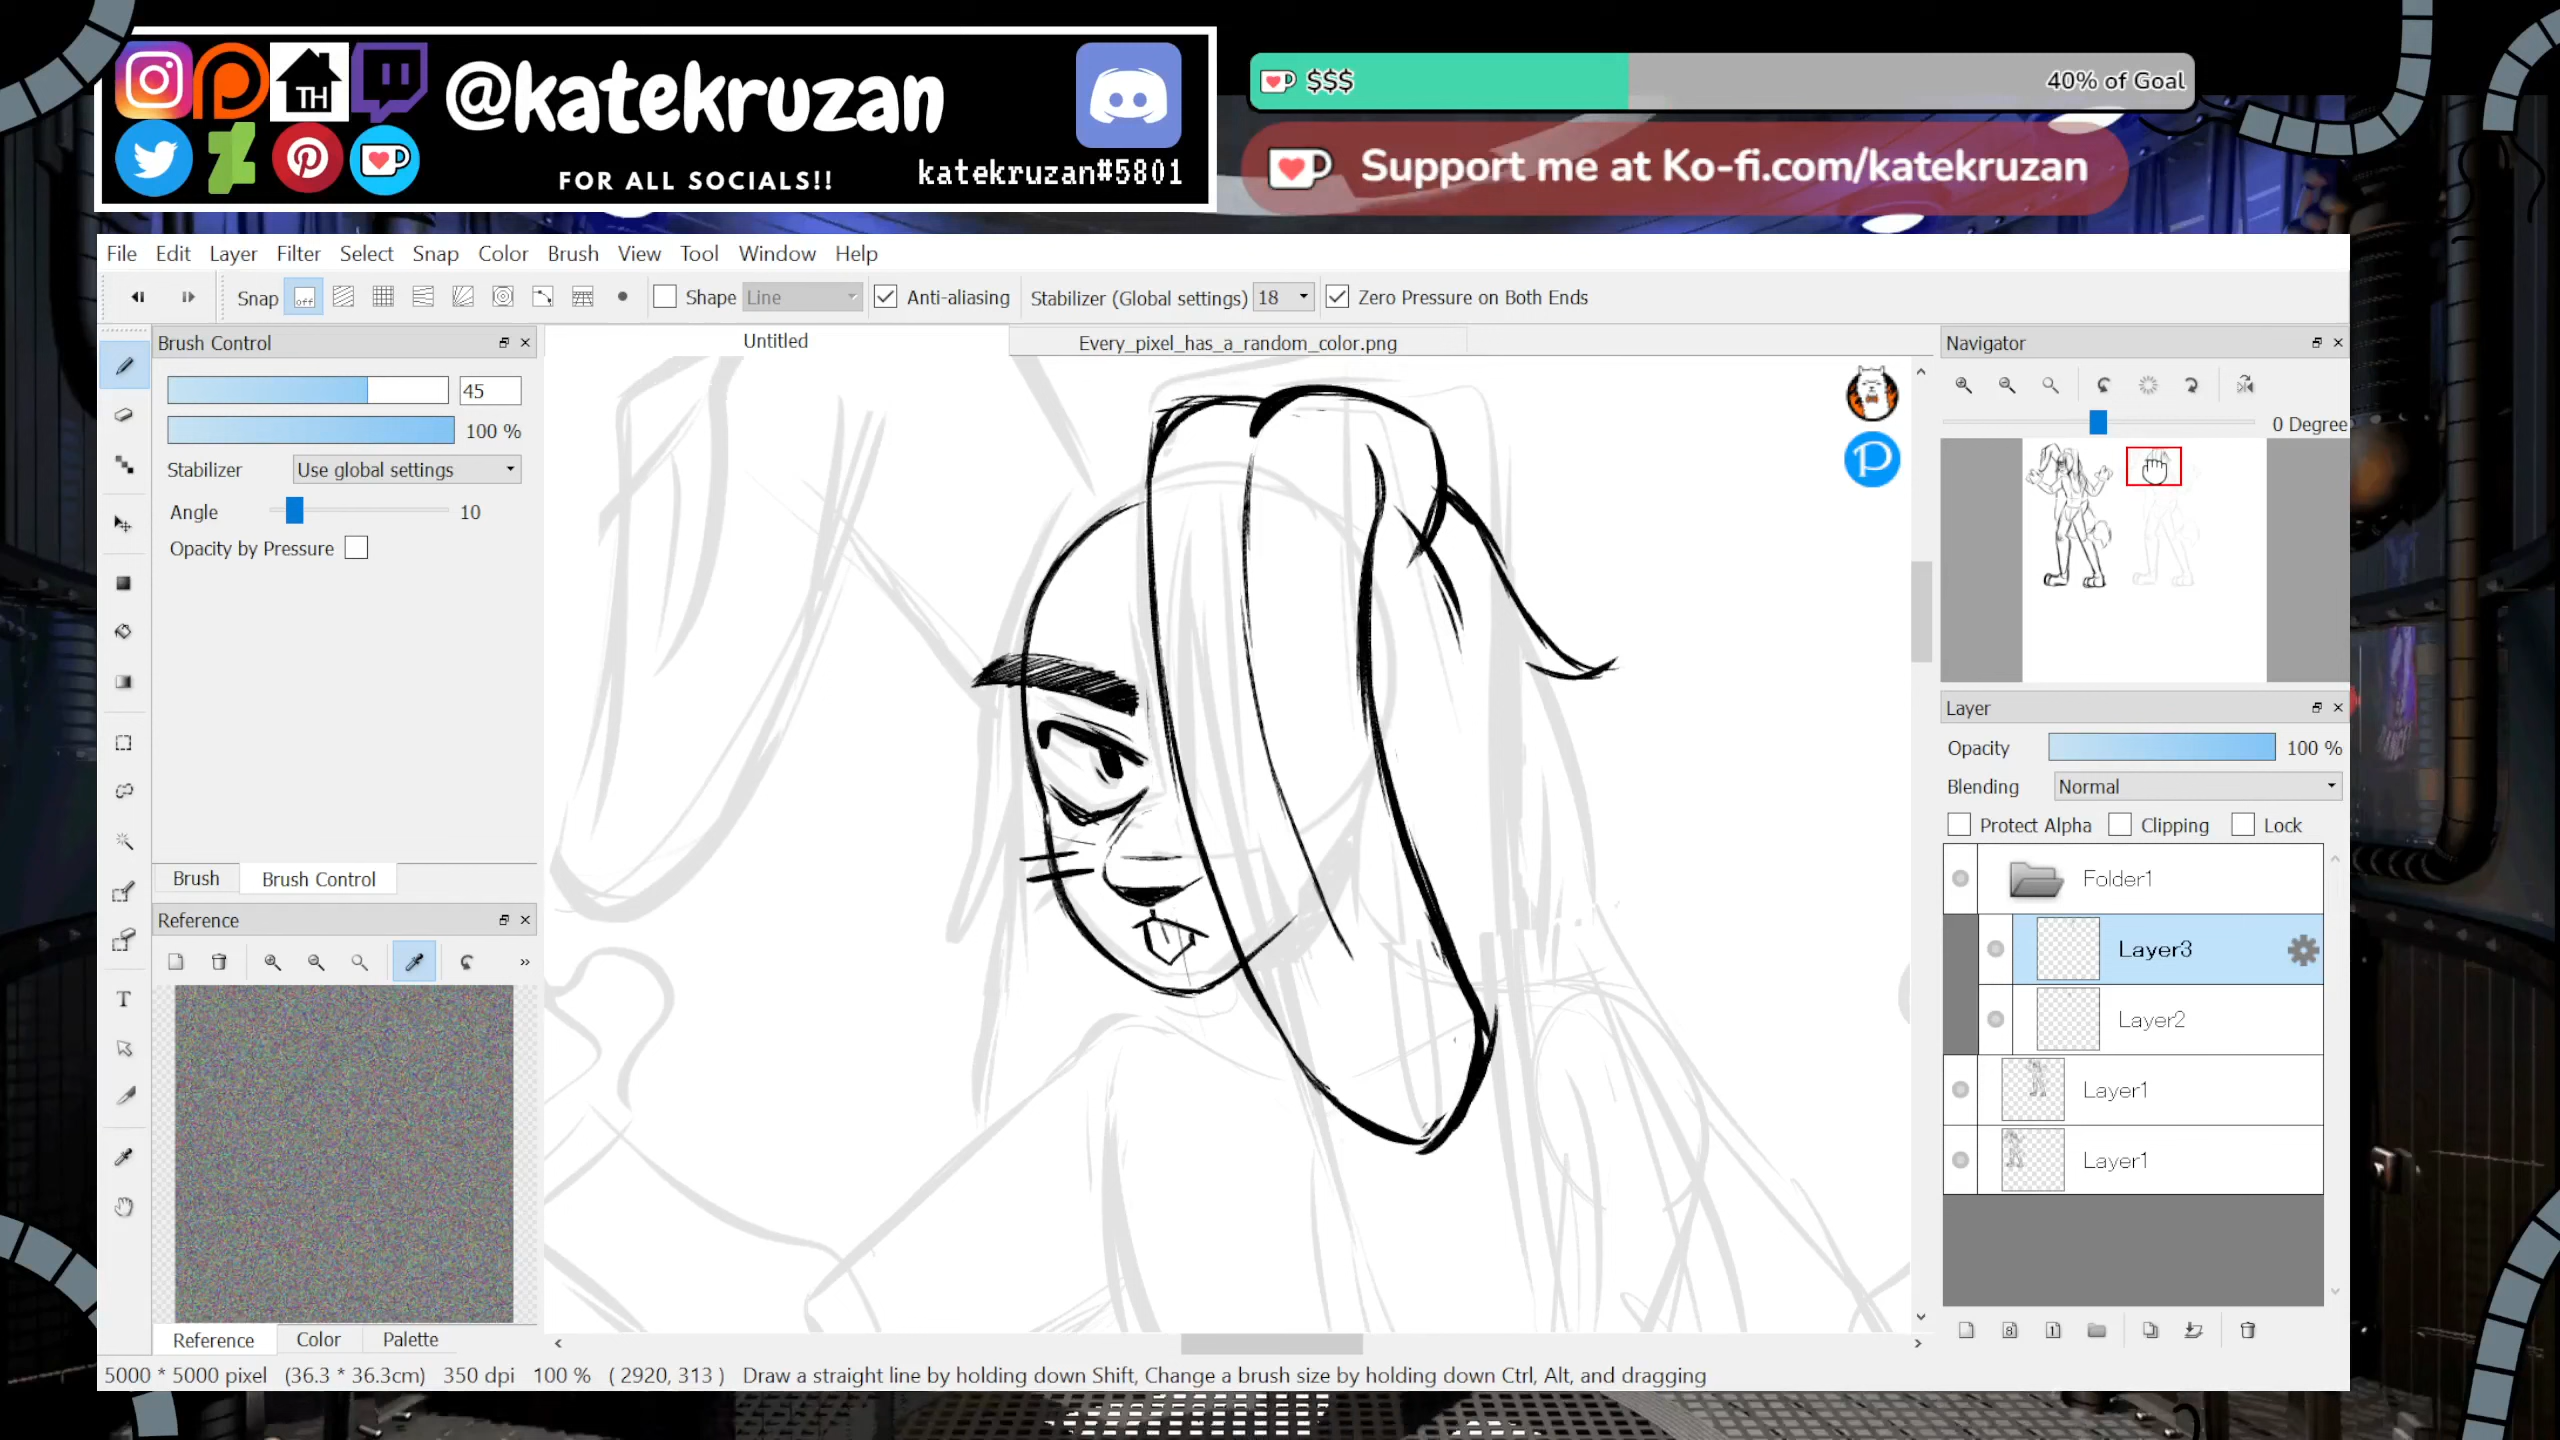 TH
@katekruzan
FOR ALL SOCIALS!!
katekruzan#5801
$$$
40% of Goal
Support me at Ko-fi.com/katekruzan
File Edit Layer Filter Select Snap Color Brush View Tool Window Help
Snap off Shape Line Anti-aliasing Stabilizer (Global settings) 18 Zero Pressure on Both Ends
Brush Control
Untitled
Every_pixel_has_a_random_color.png
Navigator
45
100 %
0 Degree
Stabilizer Use global settings
Angle 10
Opacity by Pressure
Layer
Opacity 100 %
Blending Normal
Protect Alpha Clipping Lock
Folder1
Layer3
Layer2
Layer1
Layer1
Brush Brush Control
Reference
T
Reference Color Palette
8 1
5000 * 5000 pixel (36.3 * 36.3cm) 350 dpi 100 % ( 2920, 313 ) Draw a straight line by holding down Shift, Change a brush size by holding down Ctrl, Alt, and dragging